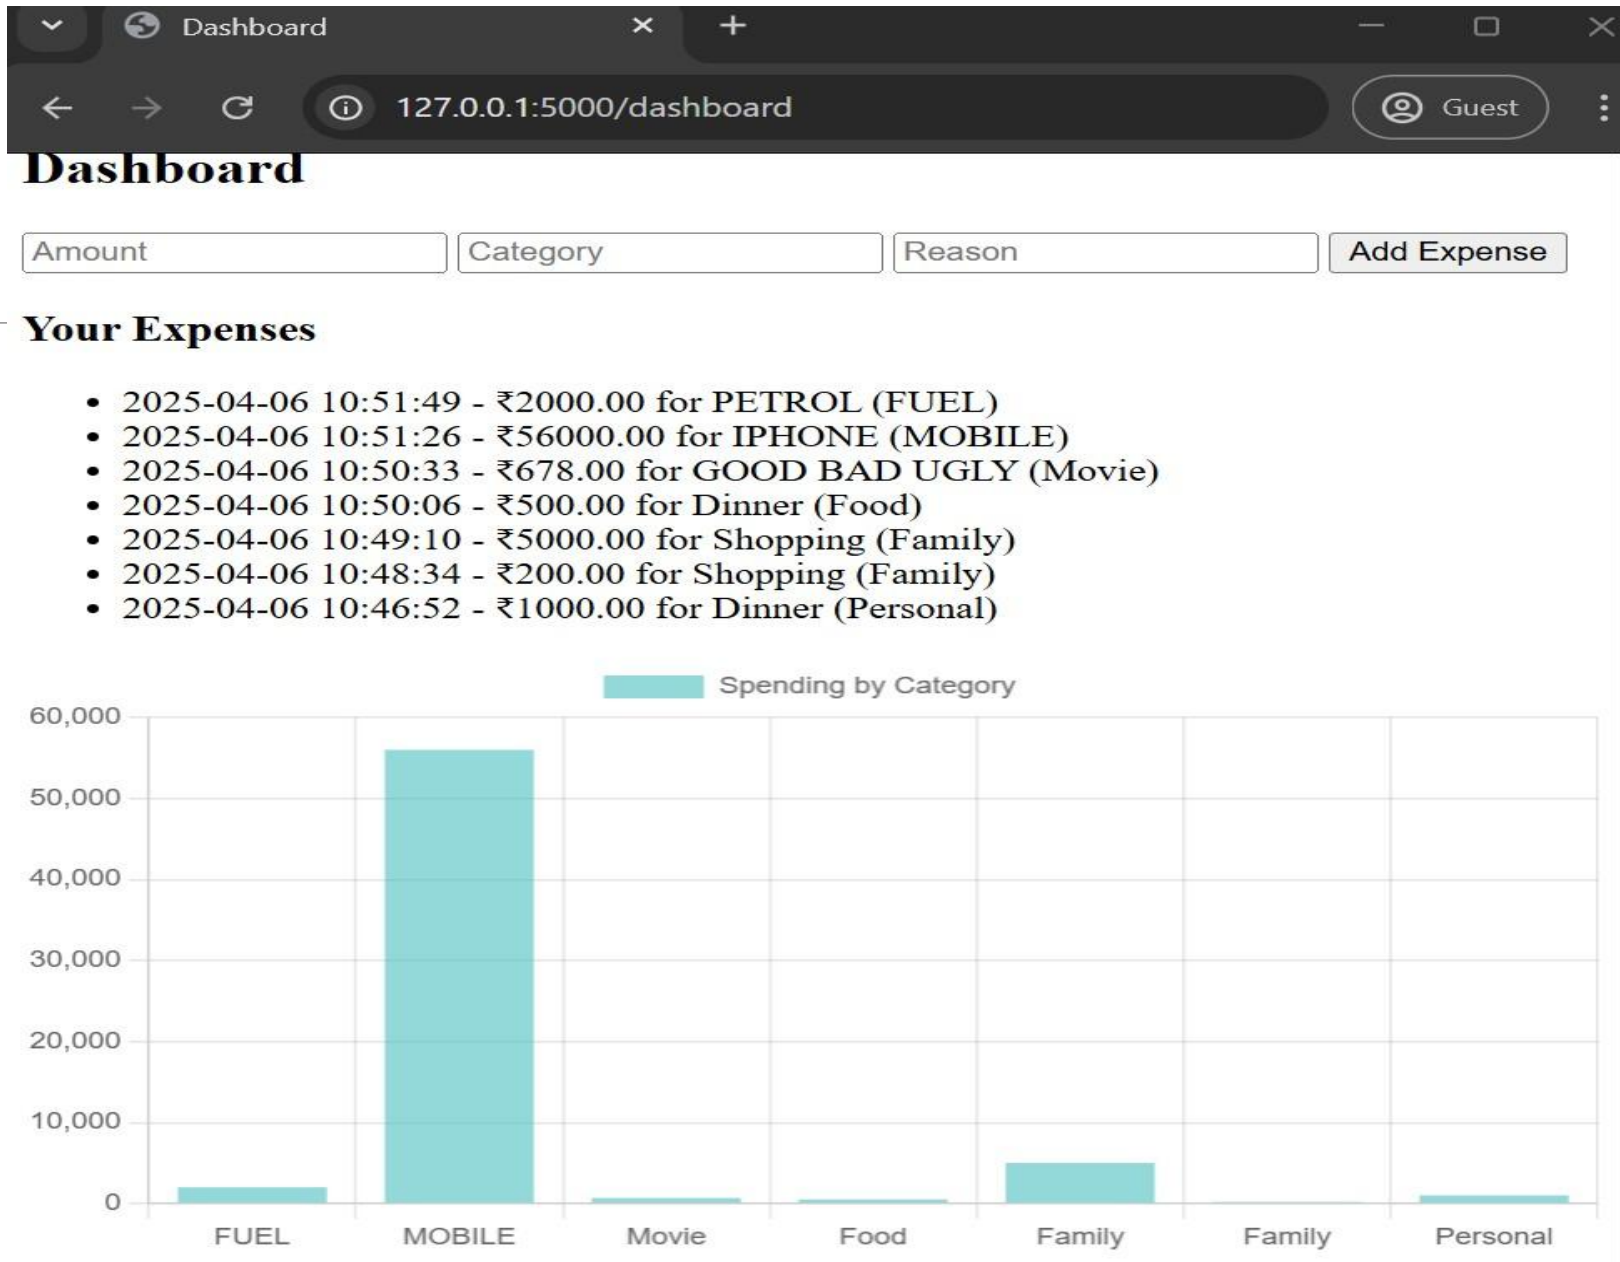 Dashboard
127.0.0.1:5000/dashboard
Guest
Dashboard
Amount Category Reason Add Expense
Your Expenses
• 2025-04-06 10:51:49 - ₹2000.00 for PETROL (FUEL)
• 2025-04-06 10:51:26 - ₹56000.00 for IPHONE (MOBILE)
• 2025-04-06 10:50:33 - ₹678.00 for GOOD BAD UGLY (Movie)
• 2025-04-06 10:50:06 - ₹500.00 for Dinner (Food)
• 2025-04-06 10:49:10 - ₹5000.00 for Shopping (Family)
• 2025-04-06 10:48:34 - ₹200.00 for Shopping (Family)
• 2025-04-06 10:46:52 - ₹1000.00 for Dinner (Personal)
Spending by Category
60,000
50,000
40,000
30,000
20,000
10,000
0
FUEL MOBILE Movie Food Family Family Personal